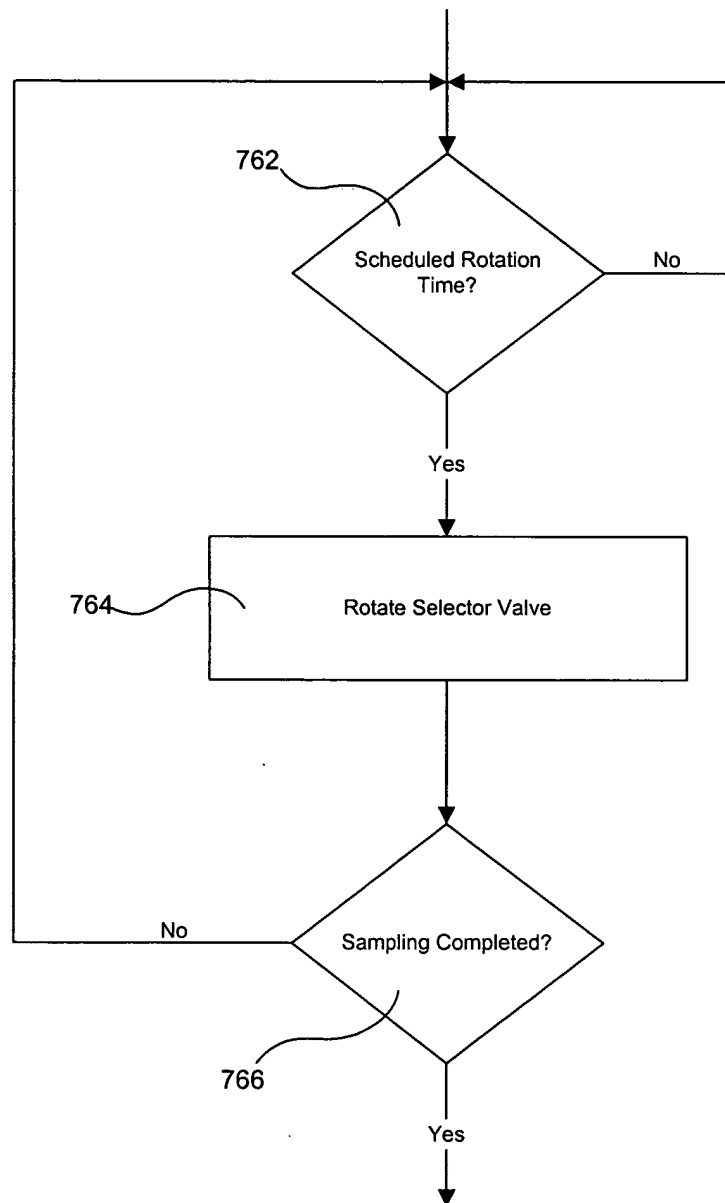 762
Scheduled Rotation
Time?
No
Yes
764
Rotate Selector Valve
No
Sampling Completed?
766
Yes